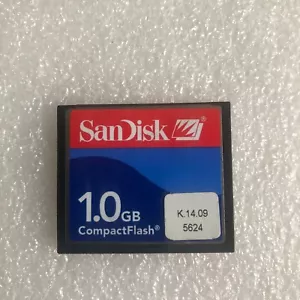 SanDisk
1.0GB
CompactFlash®
K.14.09
5624